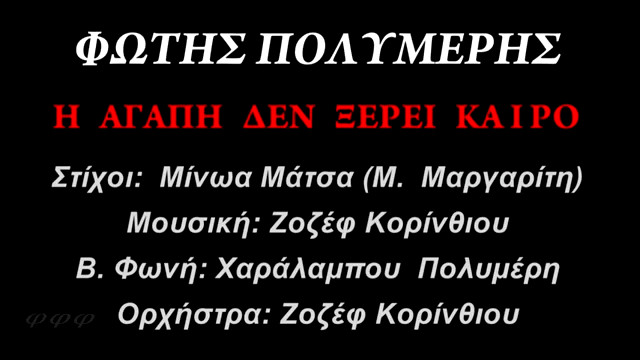 ΦΩΤΗΣ ΠΟΛΥΜΕΡΗΣ
Η ΑΓΑΠΗ ΔΕΝ ΞΕΡΕΙ ΚΑΙΡΟ
Στίχοι: Μίνωα Μάτσα (Μ. Μαργαρίτη)
Μουσική: Ζοζέφ Κορίνθιου
Β. Φωνή: Χαράλαμπου Πολυμέρη
Ορχήστρα: Ζοζέφ Κορίνθιου
φφφ